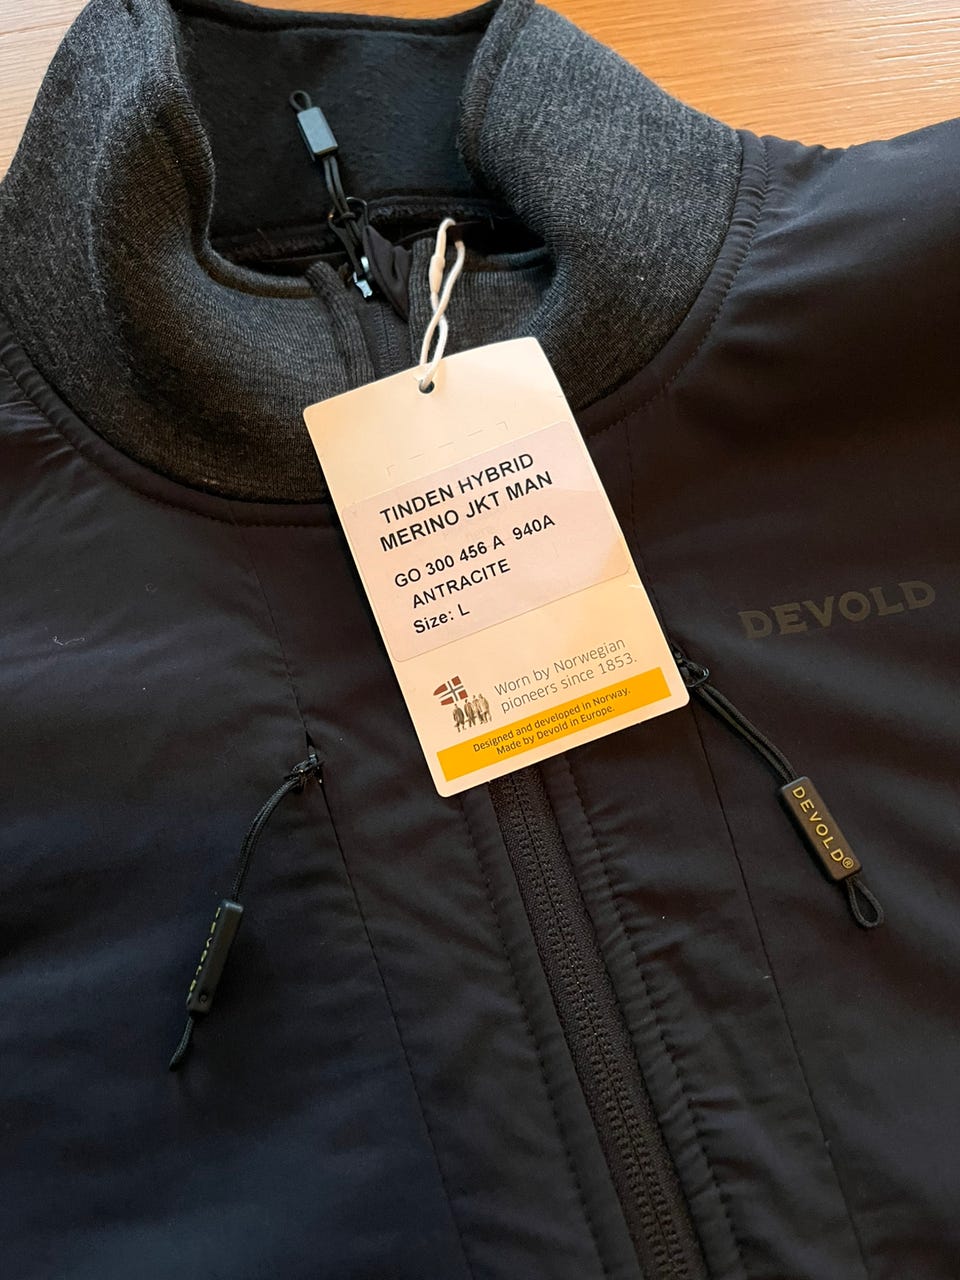 TINDEN HYBRID
MERINO JKT MAN
GO 300 456 A 940A
ANTRACITE
Size: L
Worn by Norwegian
pioneers since 1853.
Designed and developed in Norway.
Made by Devold in Europe.
DEVOLD
DEVOLD®
DEVOLD